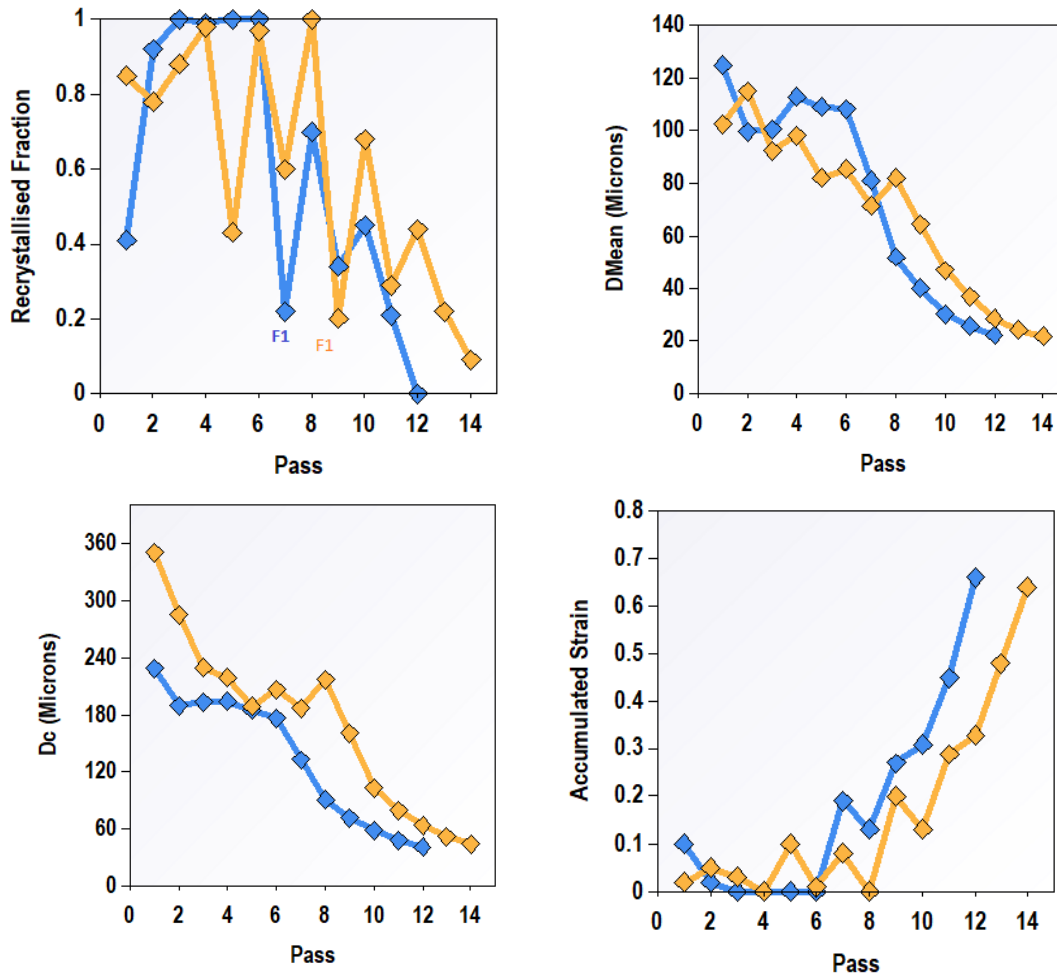 1
0.8
0.6
0.4
0.2
0
Recrystallised Fraction
F1
F1
0 2 4 6 8 10 12 14
Pass
140
120
100
80
60
40
20
0
DMean (Microns)
0 2 4 6 8 10 12 14
Pass
360
300
240
180
120
60
0
Dc (Microns)
0 2 4 6 8 10 12 14
Pass
0.8
0.7
0.6
0.5
0.4
0.3
0.2
0.1
0
Accumulated Strain
0 2 4 6 8 10 12 14
Pass